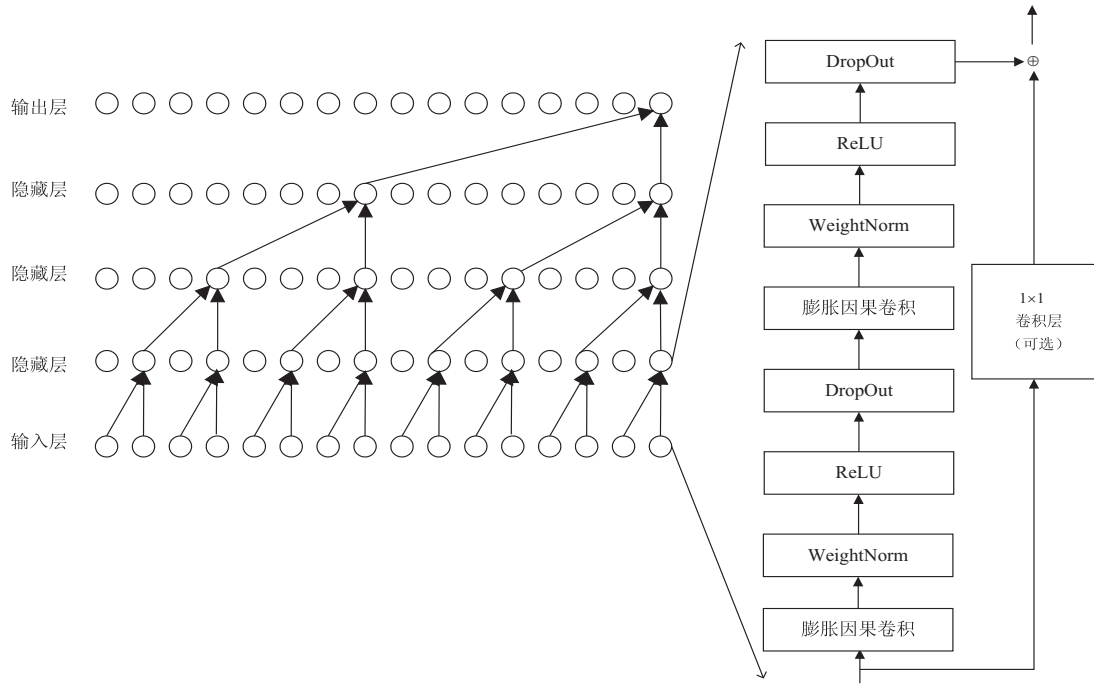 输出层
隐藏层
隐藏层
隐藏层
输入层
DropOut
⊕
ReLU
WeightNorm
膨胀因果卷积
DropOut
ReLU
WeightNorm
膨胀因果卷积
1×1
卷积层
（可选）